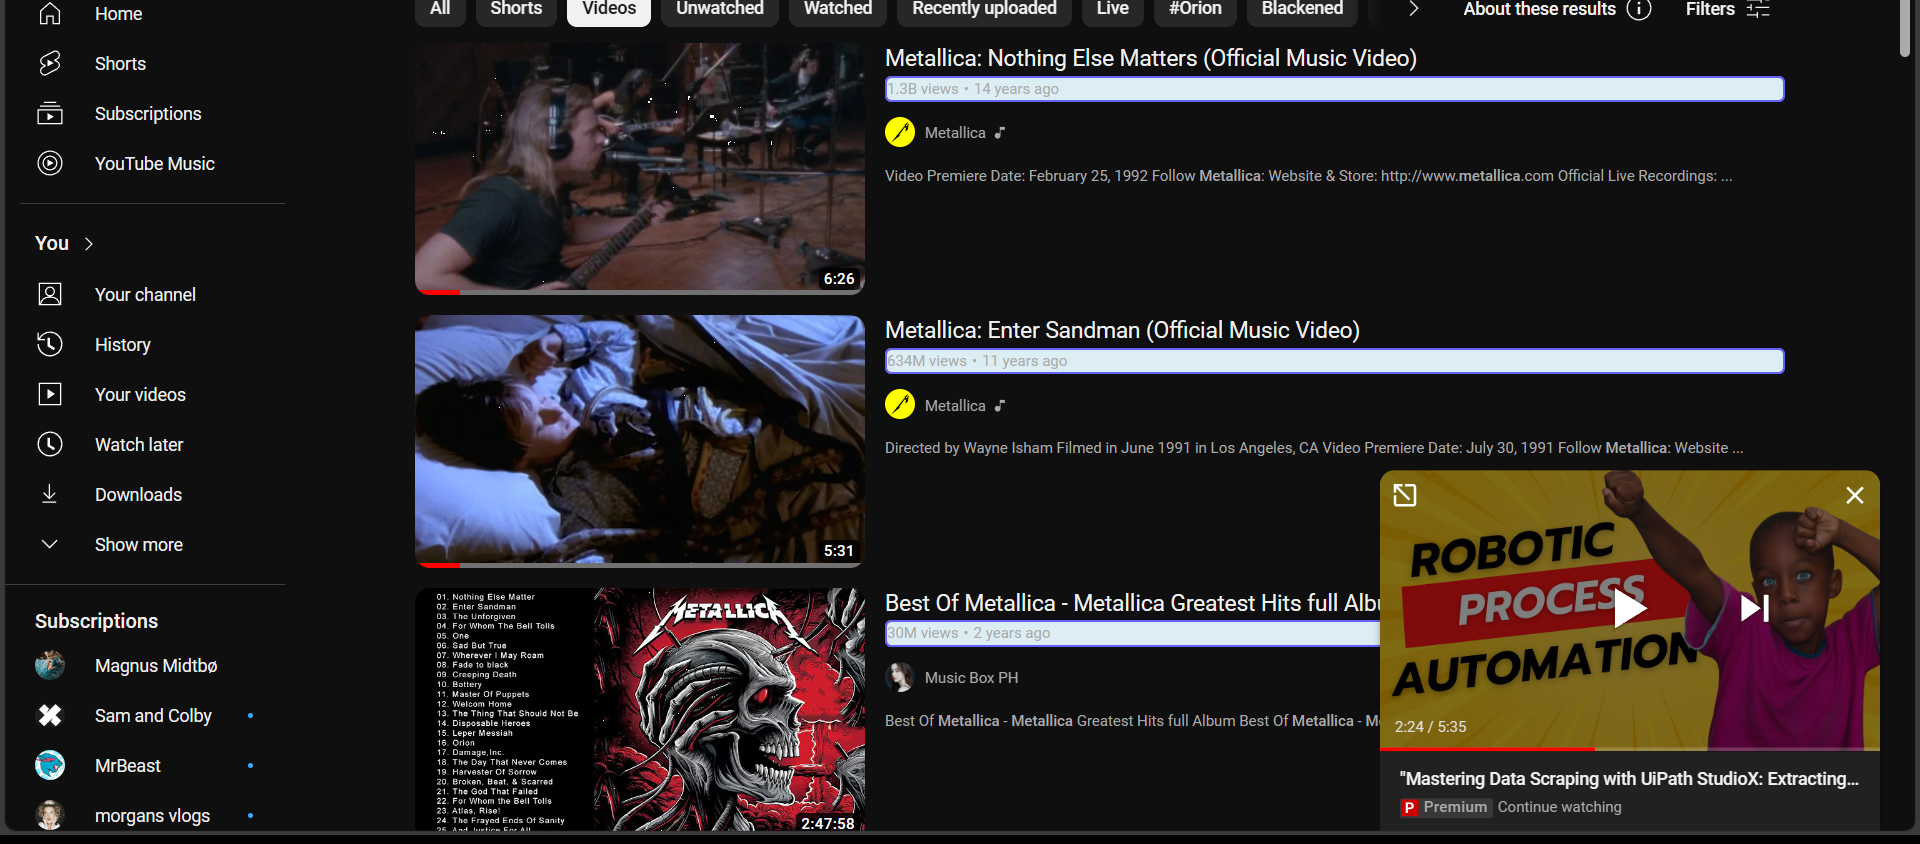 Home
Shorts
Subscriptions
YouTube Music
You
Your channel
History
Your videos
Watch later
Downloads
Show more
Subscriptions
Magnus Midtbø
Sam and Colby
MrBeast
morgans vlogs
All Shorts Videos Unwatched Watched Recently uploaded Live #Orion Blackened
About these results Filters
6:26
Metallica: Nothing Else Matters (Official Music Video)
1.3B views • 14 years ago
Metallica
Video Premiere Date: February 25, 1992 Follow Metallica: Website & Store: http://www.metallica.com Official Live Recordings: ...
5:31
Metallica: Enter Sandman (Official Music Video)
634M views • 11 years ago
Metallica
Directed by Wayne Isham Filmed in June 1991 in Los Angeles, CA Video Premiere Date: July 30, 1991 Follow Metallica: Website ...
01. Nothing Else Matter
02. Enter Sandman
03. The Unforgiven
04. For Whom The Bell Tolls
05. One
06. Sad But True
07. Wherever I May Roam
08. Fade to black
09. Creeping Death
10. Battery
11. Master Of Puppets
12. Welcom Home
13. The Thing That Should Not Be
14. Disposable Heroes
15. Leper Messiah
16. Orion
17. Damage,Inc.
18. The Day That Never Comes
19. Harvester Of Sorrow
20. Broken, Beat, & Scarred
21. The God That Failed
22. For Whom the Bell Tolls
23. Atlas, Rise!
24. The Frayed Ends Of Sanity
25. And Justice For All
METALLICA
2:47:58
Best Of Metallica - Metallica Greatest Hits full Albu
30M views • 2 years ago
Music Box PH
Best Of Metallica - Metallica Greatest Hits full Album Best Of Metallica - M
ROBOTIC
PROCESS
AUTOMATION
2:24 / 5:35
"Mastering Data Scraping with UiPath StudioX: Extracting...
P Premium Continue watching